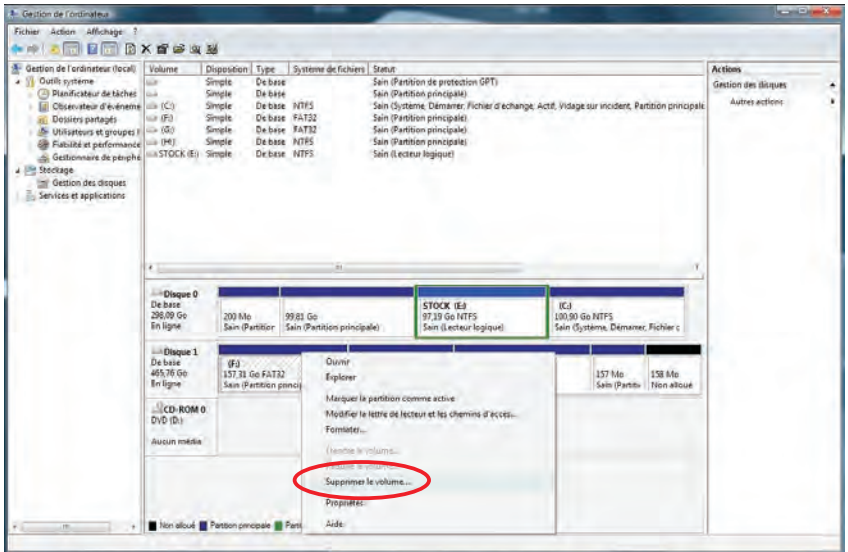 Gestion de l'ordinateur
Fichier Action Affichage ?
Gestion de l'ordinateur (local)
Outils système
Planificateur de tâches
Observateur d'évèneme
Dossiers partagés
Utilisateurs et groupes l
Fiabilité et performance
Gestionnaire de périphé
Stockage
Gestion des disques
Services et applications
Volume Disposition Type Système de fichiers Statut
Simple De base Sain (Partition de protection GPT)
Simple De base Sain (Partition principale)
(C:) Simple De base NTFS Sain (Système, Démarrer, Fichier d'échange, Actif, Vidage sur incident, Partition principale
(F:) Simple De base FAT32 Sain (Partition principale)
(G:) Simple De base FAT32 Sain (Partition principale)
(H:) Simple De base NTFS Sain (Partition principale)
STOCK (E:) Simple De base NTFS Sain (Lecteur logique)
Actions
Gestion des disques
Autres actions
Disque 0
De base
298,09 Go
En ligne
200 Mo
Sain (Partition
99,81 Go
Sain (Partition principale)
STOCK (E:)
97,19 Go NTFS
Sain (Lecteur logique)
(C:)
100,90 Go NTFS
Sain (Système, Démarrer, Fichier c
Disque 1
De base
465,76 Go
En ligne
(F:)
157,31 Go FAT32
Sain (Partition princip
157 Mo
Sain (Partitio
158 Mo
Non alloué
CD-ROM 0
DVD (D:)
Aucun média
Ouvrir
Explorer
Marquer la partition comme active
Modifier la lettre de lecteur et les chemins d'accès...
Formater...
Étendre le volume...
Réduire le volume...
Supprimer le volume...
Propriétés
Aide
Non alloué Partition principale Parti